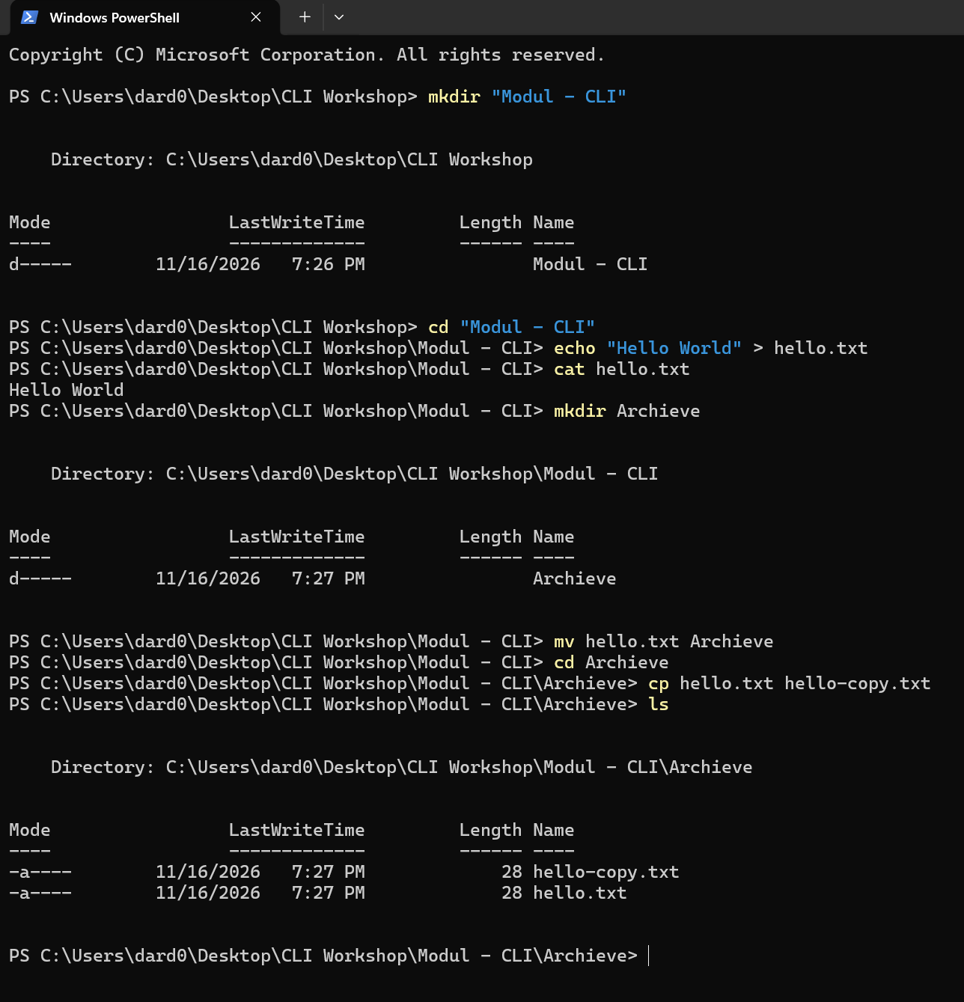 Windows PowerShell
Copyright (C) Microsoft Corporation. All rights reserved.
PS C:\Users\dard0\Desktop\CLI Workshop> mkdir "Modul - CLI"
Directory: C:\Users\dard0\Desktop\CLI Workshop
Mode                 LastWriteTime         Length Name
----                 -------------         ------ ----
d-----        11/16/2026   7:26 PM                Modul - CLI
PS C:\Users\dard0\Desktop\CLI Workshop> cd "Modul - CLI"
PS C:\Users\dard0\Desktop\CLI Workshop\Modul - CLI> echo "Hello World" > hello.txt
PS C:\Users\dard0\Desktop\CLI Workshop\Modul - CLI> cat hello.txt
Hello World
PS C:\Users\dard0\Desktop\CLI Workshop\Modul - CLI> mkdir Archieve
Directory: C:\Users\dard0\Desktop\CLI Workshop\Modul - CLI
Mode                 LastWriteTime         Length Name
----                 -------------         ------ ----
d-----        11/16/2026   7:27 PM                Archieve
PS C:\Users\dard0\Desktop\CLI Workshop\Modul - CLI> mv hello.txt Archieve
PS C:\Users\dard0\Desktop\CLI Workshop\Modul - CLI> cd Archieve
PS C:\Users\dard0\Desktop\CLI Workshop\Modul - CLI\Archieve> cp hello.txt hello-copy.txt
PS C:\Users\dard0\Desktop\CLI Workshop\Modul - CLI\Archieve> ls
Directory: C:\Users\dard0\Desktop\CLI Workshop\Modul - CLI\Archieve
Mode                 LastWriteTime         Length Name
----                 -------------         ------ ----
-a----        11/16/2026   7:27 PM             28 hello-copy.txt
-a----        11/16/2026   7:27 PM             28 hello.txt
PS C:\Users\dard0\Desktop\CLI Workshop\Modul - CLI\Archieve>